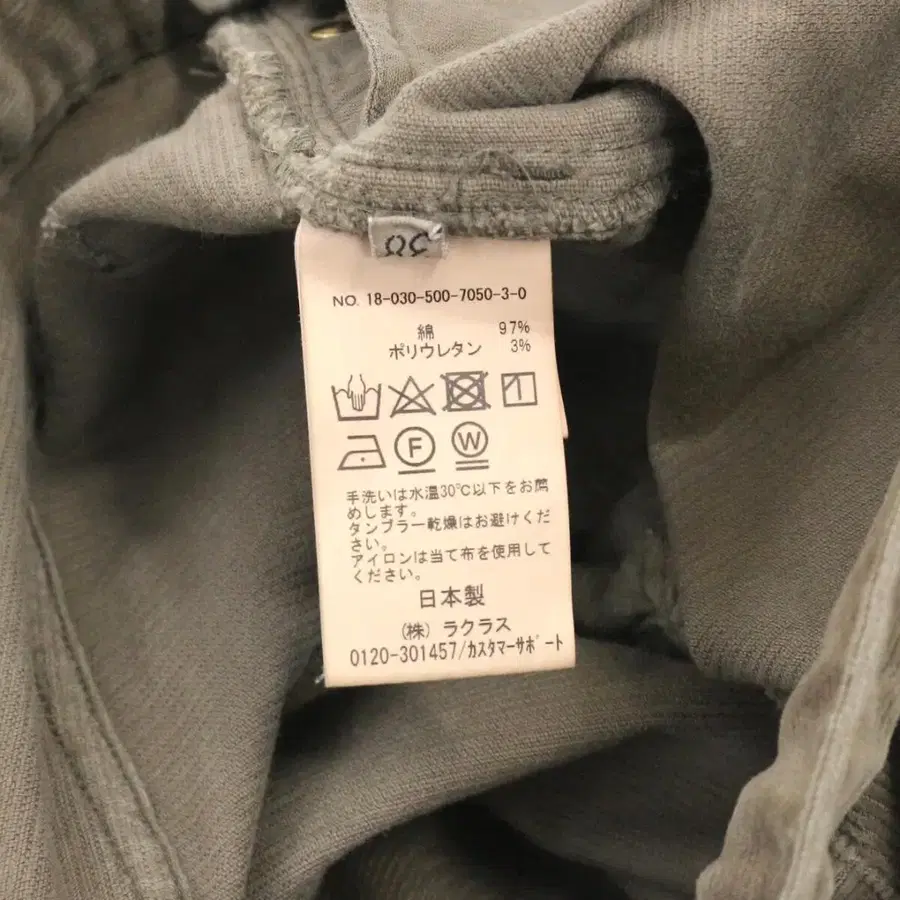 38
NO. 18-030-500-7050-3-0
綿 97%
ポリウレタン 3%
F
W
手洗いは水温30℃以下をお薦
めします。
タンブラー乾燥はお避けくだ
さい。
アイロンは当て布を使用して
ください。
日本製
(株) ラクラス
0120-301457/カスタマーサポート